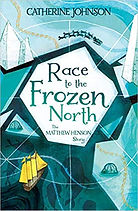 CATHERINE JOHNSON
Race
to the
Frozen
North
The
MATTHEW HENSON
Story